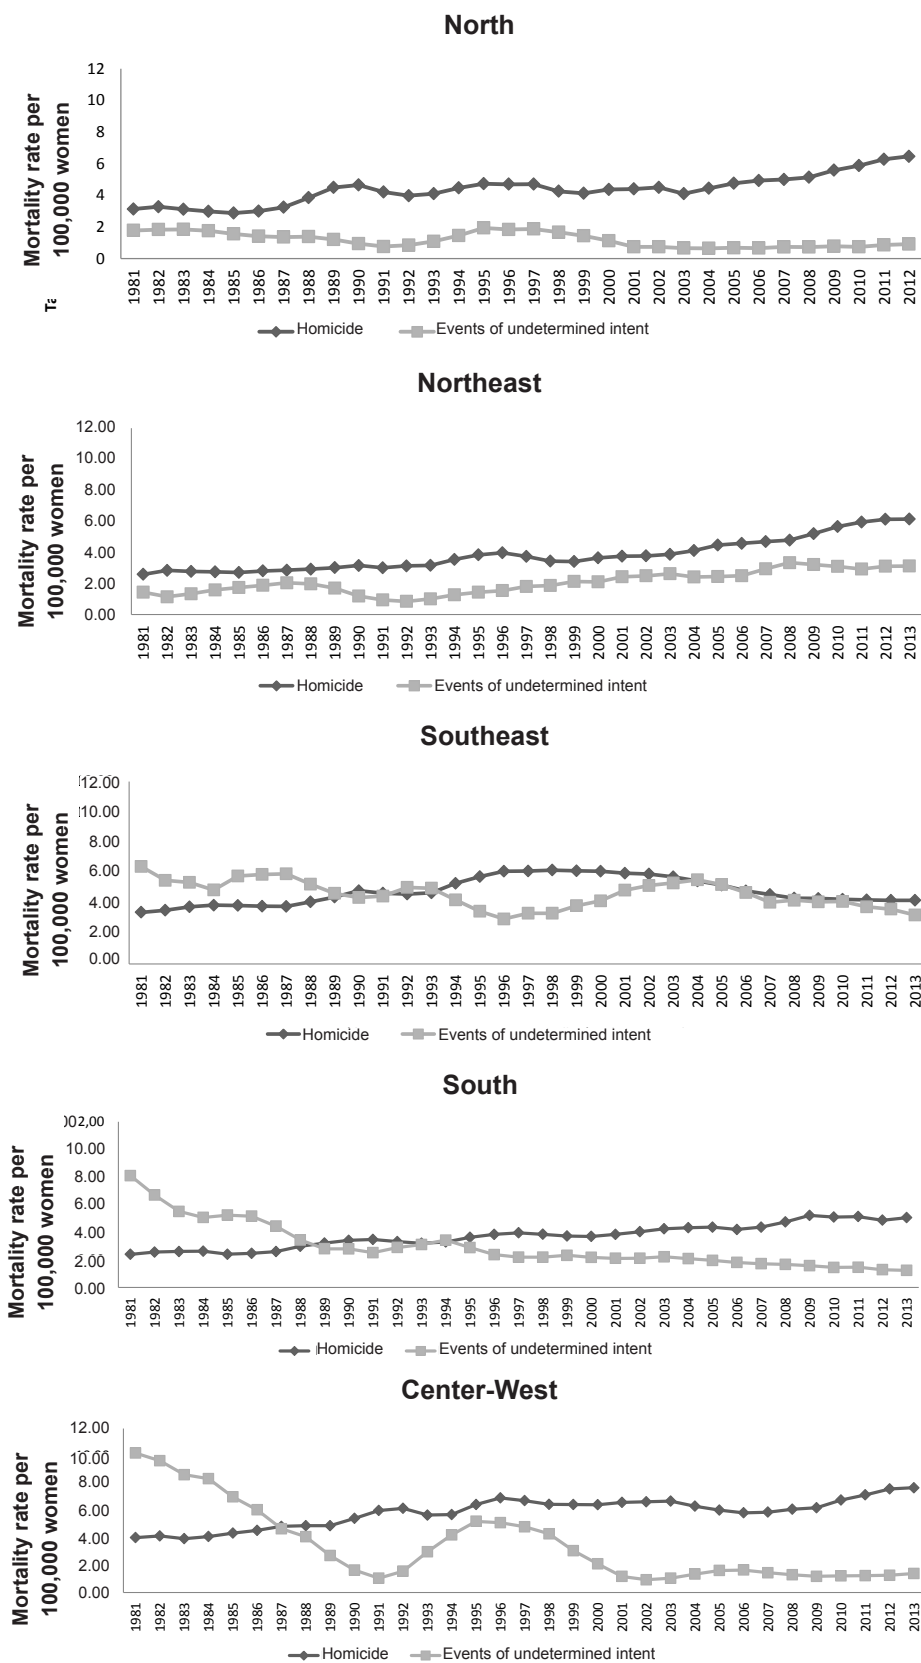 North
Mortality rate per
100,000 women
12
10
8
6
4
2
0
1981 1982 1983 1984 1985 1986 1987 1988 1989 1990 1991 1992 1993 1994 1995 1996 1997 1998 1999 2000 2001 2002 2003 2004 2005 2006 2007 2008 2009 2010 2011 2012
Homicide Events of undetermined intent
Northeast
Mortality rate per
100,000 women
12.00
10.00
8.00
6.00
4.00
2.00
0.00
1981 1982 1983 1984 1985 1986 1987 1988 1989 1990 1991 1992 1993 1994 1995 1996 1997 1998 1999 2000 2001 2002 2003 2004 2005 2006 2007 2008 2009 2010 2011 2012 2013
Homicide Events of undetermined intent
Southeast
Mortality rate per
100,000 women
12.00
10.00
8.00
6.00
4.00
2.00
0.00
1981 1982 1983 1984 1985 1986 1987 1988 1989 1990 1991 1992 1993 1994 1995 1996 1997 1998 1999 2000 2001 2002 2003 2004 2005 2006 2007 2008 2009 2010 2011 2012 2013
Homicide Events of undetermined intent
South
Mortality rate per
100,000 women
002,00
10.00
8.00
6.00
4.00
2.00
0.00
1981 1982 1983 1984 1985 1986 1987 1988 1989 1990 1991 1992 1993 1994 1995 1996 1997 1998 1999 2000 2001 2002 2003 2004 2005 2006 2007 2008 2009 2010 2011 2012 2013
Homicide Events of undetermined intent
Center-West
Mortality rate per
100,000 women
12.00
10.00
8.00
6.00
4.00
2.00
0.00
1981 1982 1983 1984 1985 1986 1987 1988 1989 1990 1991 1992 1993 1994 1995 1996 1997 1998 1999 2000 2001 2002 2003 2004 2005 2006 2007 2008 2009 2010 2011 2012 2013
Homicide Events of undetermined intent